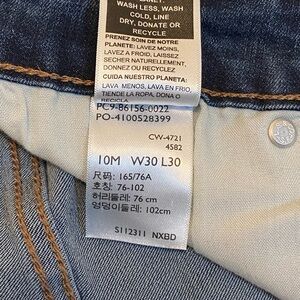 PLANET:
WASH LESS, WASH
COLD, LINE
DRY, DONATE OR
RECYCLE
PRENEZ SOIN DE NOTRE
PLANETE: LAVEZ MOINS,
LAVEZ A FROID, LAISSEZ
SECHER NATURELLEMENT,
DONNEZ OU RECYCLEZ
CUIDA NUESTRO PLANETA:
LAVA MENOS, LAVA EN FRIO,
TIENDE LA ROPA, DONA O
RECICLA
PC9-B6156-0022
PO-4100528399
CW-4721
4582
10M W30 L30
尺码: 165/76A
호칭: 76-102
허리둘레: 76 cm
엉덩이둘레: 102cm
S112311 NXBD